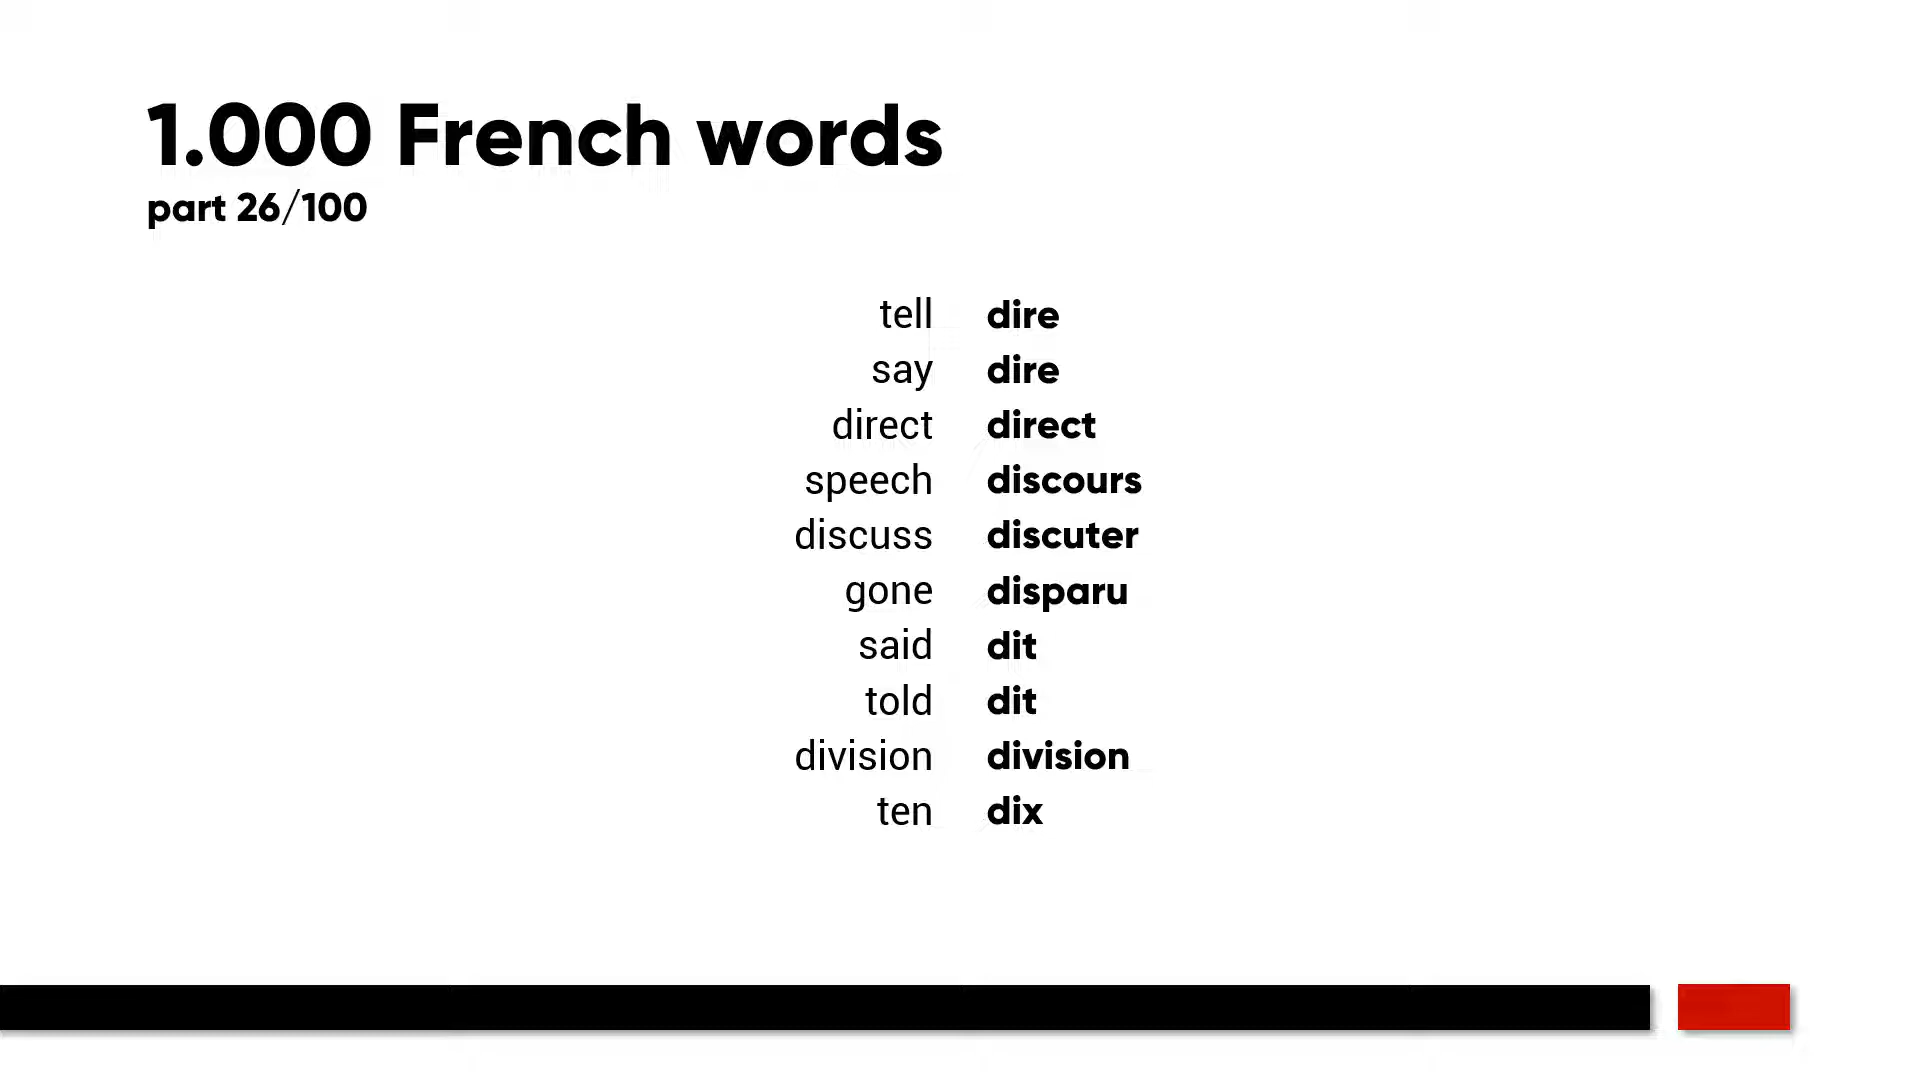 1.000 French words
part 26/100
tell dire
say dire
direct direct
speech discours
discuss discuter
gone disparu
said dit
told dit
division division
ten dix